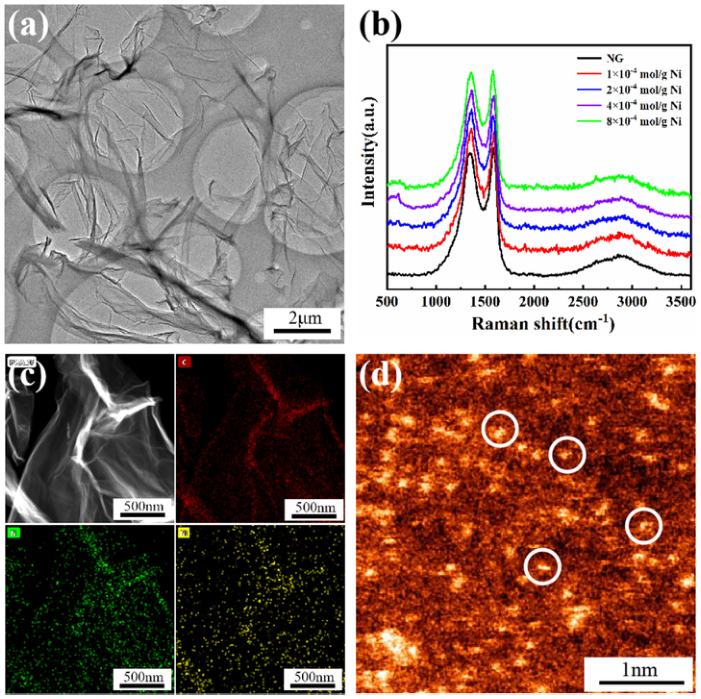 (a)
2μm
(b)
NG
1×10⁻⁴ mol/g Ni
2×10⁻⁴ mol/g Ni
4×10⁻⁴ mol/g Ni
8×10⁻⁴ mol/g Ni
Intensity(a.u.)
500 1000 1500 2000 2500 3000 3500
Raman shift(cm⁻¹)
(c)
500nm
C
500nm
500nm
500nm
(d)
1nm